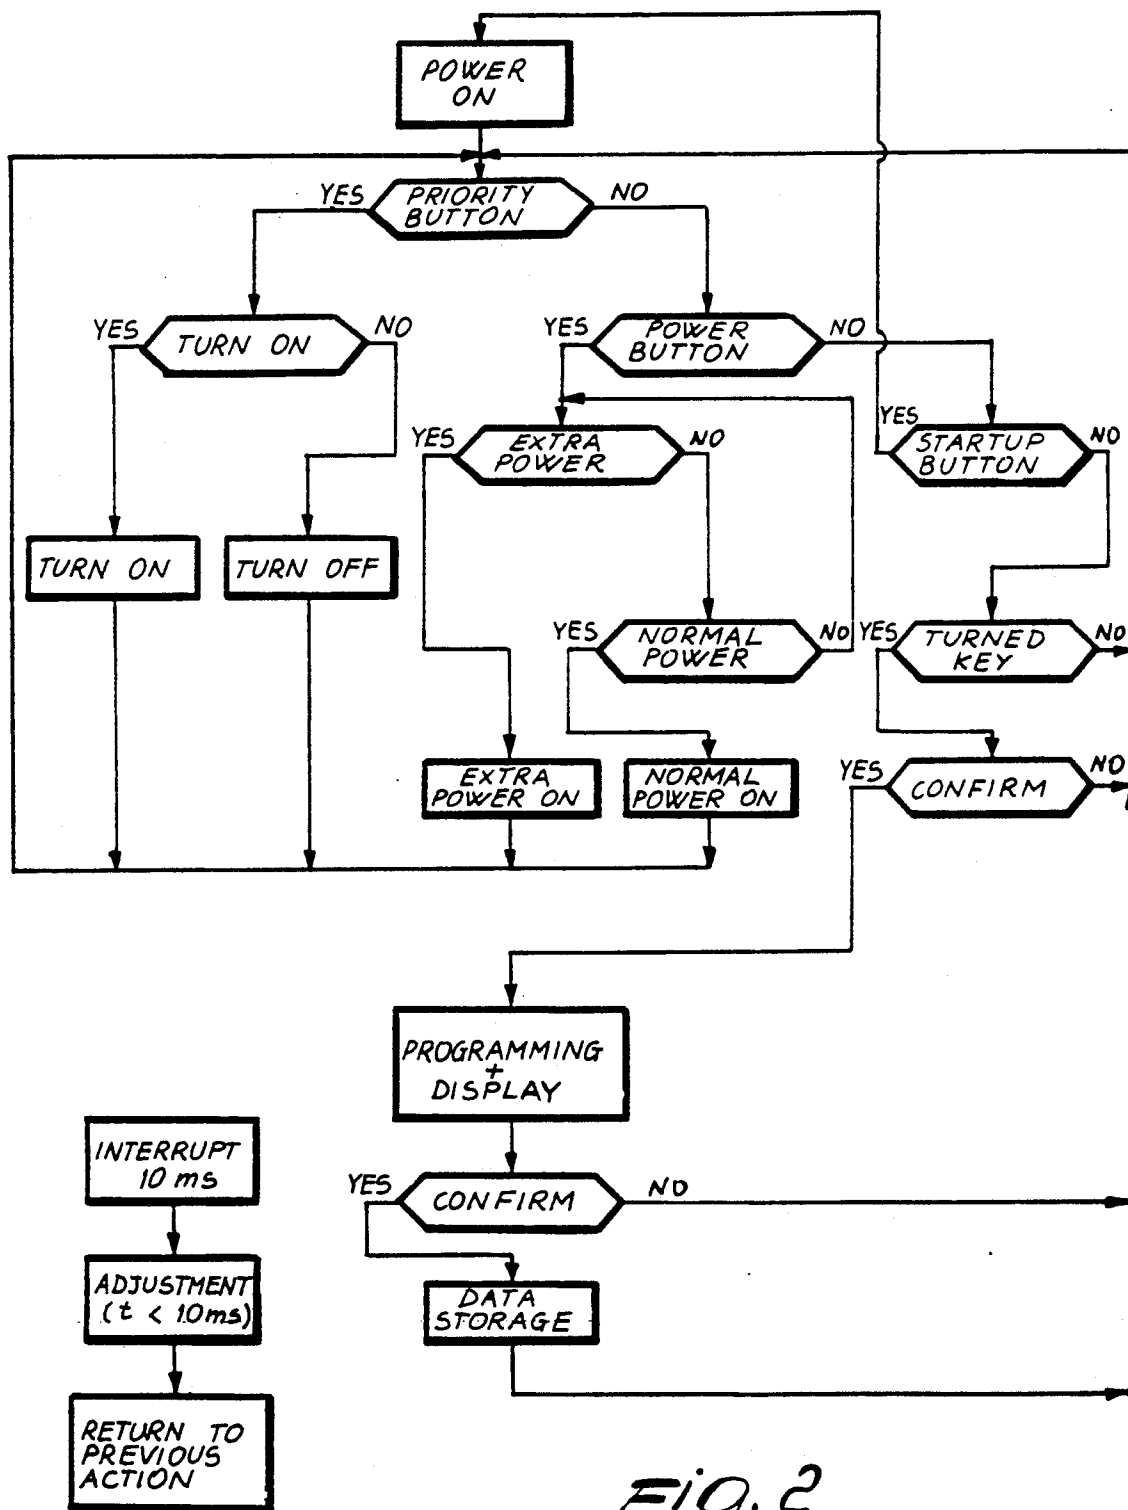 POWER
ON
YES
PRIORITY
BUTTON
NO
YES
TURN ON
NO
YES
POWER
BUTTON
NO
YES
EXTRA
POWER
NO
YES
STARTUP
BUTTON
NO
TURN ON
TURN OFF
YES
NORMAL
POWER
NO
YES
TURNED
KEY
NO
EXTRA
POWER ON
NORMAL
POWER ON
YES
CONFIRM
NO
PROGRAMMING
+
DISPLAY
INTERRUPT
10 ms
YES
CONFIRM
NO
ADJUSTMENT
(t < 10ms)
DATA
STORAGE
RETURN TO
PREVIOUS
ACTION
FIG. 2